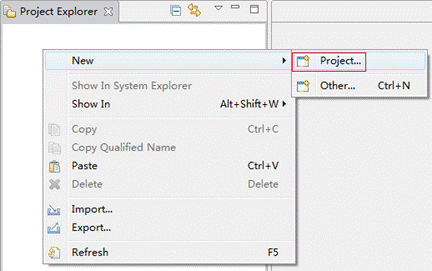 Project Explorer
New
Project...
Other... Ctrl+N
Show In System Explorer
Show In Alt+Shift+W
Copy Ctrl+C
Copy Qualified Name
Paste Ctrl+V
Delete Delete
Import...
Export...
Refresh F5